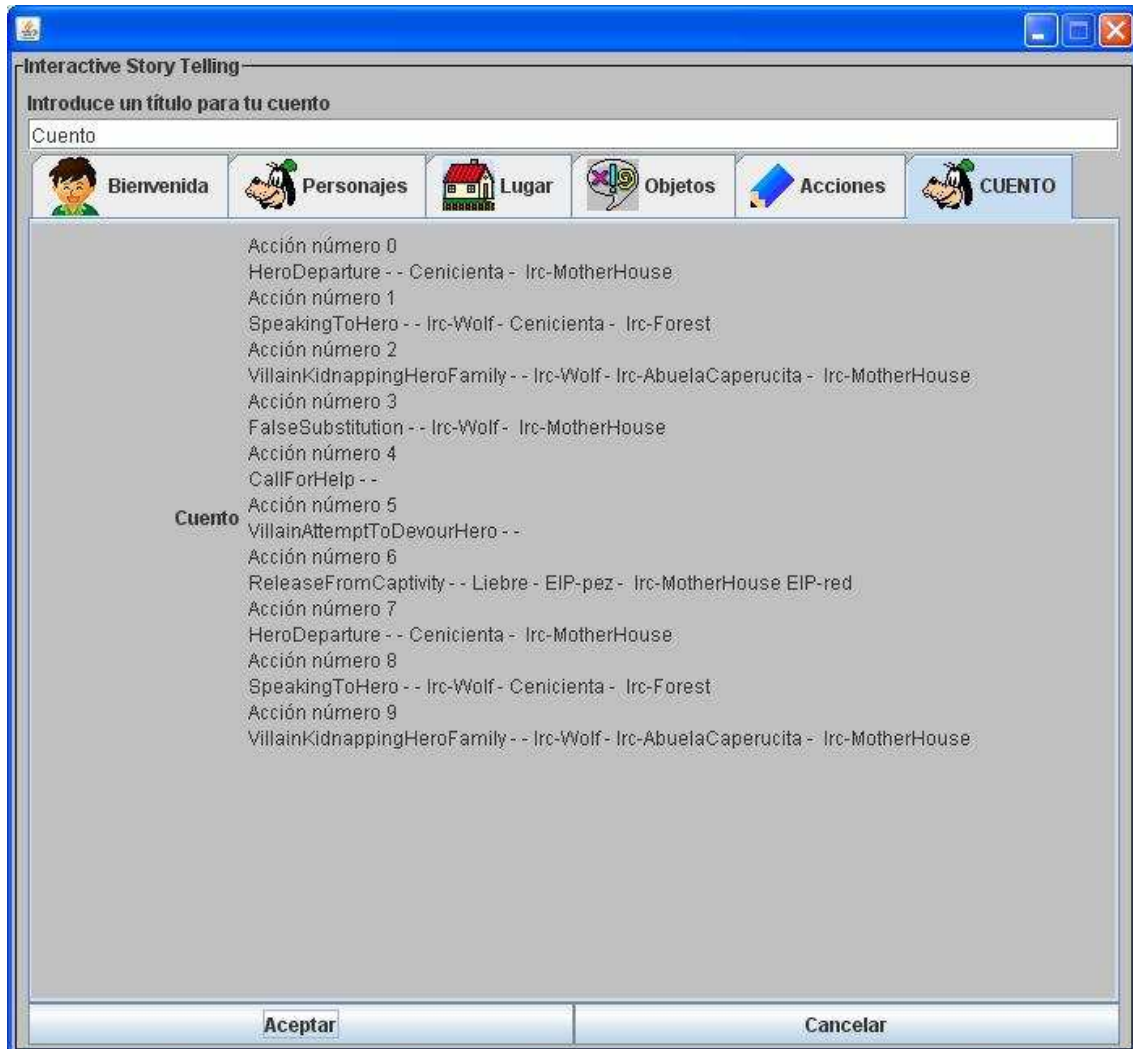 Interactive Story Telling
Introduce un título para tu cuento
Cuento
Bienvenida Personajes Lugar Objetos Acciones CUENTO
Acción número 0
HeroDeparture - - Cenicienta - lrc-MotherHouse
Acción número 1
SpeakingToHero - - lrc-Wolf - Cenicienta - lrc-Forest
Acción número 2
VillainKidnappingHeroFamily - - lrc-Wolf - lrc-AbuelaCaperucita - lrc-MotherHouse
Acción número 3
FalseSubstitution - - lrc-Wolf - lrc-MotherHouse
Acción número 4
CallForHelp - -
Cuento
Acción número 5
VillainAttemptToDevourHero - -
Acción número 6
ReleaseFromCaptivity - - Liebre - EIP-pez - lrc-MotherHouse EIP-red
Acción número 7
HeroDeparture - - Cenicienta - lrc-MotherHouse
Acción número 8
SpeakingToHero - - lrc-Wolf - Cenicienta - lrc-Forest
Acción número 9
VillainKidnappingHeroFamily - - lrc-Wolf - lrc-AbuelaCaperucita - lrc-MotherHouse
Aceptar Cancelar